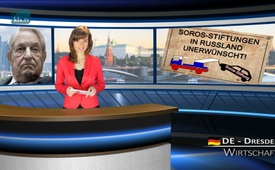 SOROS-STIFTUNGEN
IN RUSSLAND
UNERWÜNSCHT!
DE - Dresde
WIRTSCHAF